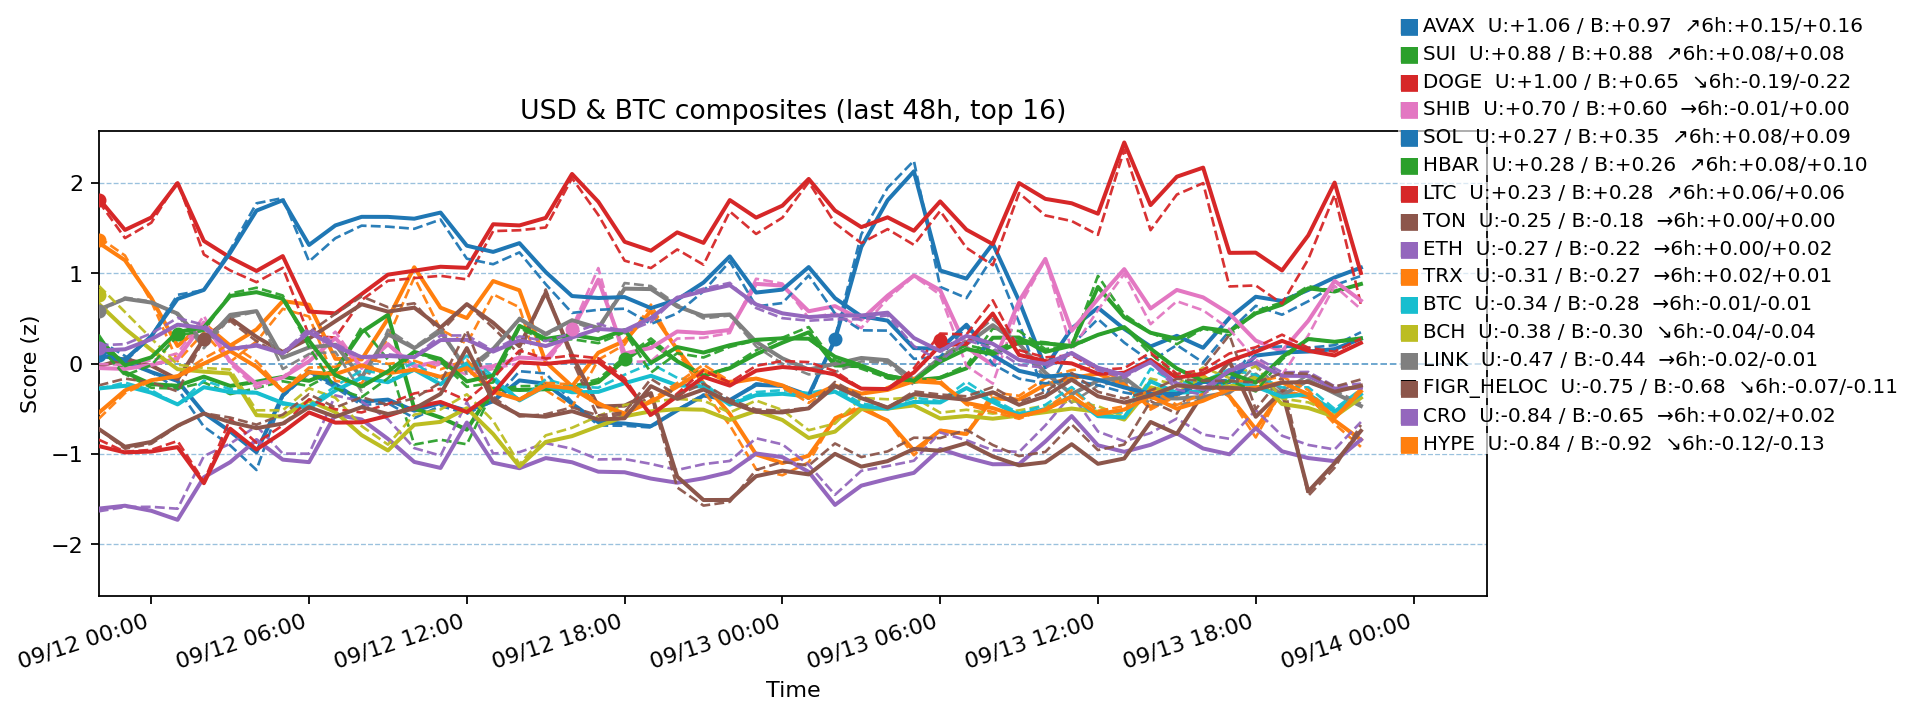 USD & BTC composites (last 48h, top 16)
AVAX  U:+1.06 / B:+0.97  ↗6h:+0.15/+0.16
SUI  U:+0.88 / B:+0.88  ↗6h:+0.08/+0.08
DOGE  U:+1.00 / B:+0.65  ↘6h:-0.19/-0.22
SHIB  U:+0.70 / B:+0.60  →6h:-0.01/+0.00
SOL  U:+0.27 / B:+0.35  ↗6h:+0.08/+0.09
HBAR  U:+0.28 / B:+0.26  ↗6h:+0.08/+0.10
LTC  U:+0.23 / B:+0.28  ↗6h:+0.06/+0.06
TON  U:-0.25 / B:-0.18  →6h:+0.00/+0.00
ETH  U:-0.27 / B:-0.22  →6h:+0.00/+0.02
TRX  U:-0.31 / B:-0.27  →6h:+0.02/+0.01
BTC  U:-0.34 / B:-0.28  →6h:-0.01/-0.01
BCH  U:-0.38 / B:-0.30  ↘6h:-0.04/-0.04
LINK  U:-0.47 / B:-0.44  →6h:-0.02/-0.01
FIGR_HELOC  U:-0.75 / B:-0.68  ↘6h:-0.07/-0.11
CRO  U:-0.84 / B:-0.65  →6h:+0.02/+0.02
HYPE  U:-0.84 / B:-0.92  ↘6h:-0.12/-0.13
Score (z)
2
1
0
−1
−2
09/12 00:00
09/12 06:00
09/12 12:00
09/12 18:00
09/13 00:00
09/13 06:00
09/13 12:00
09/13 18:00
09/14 00:00
Time